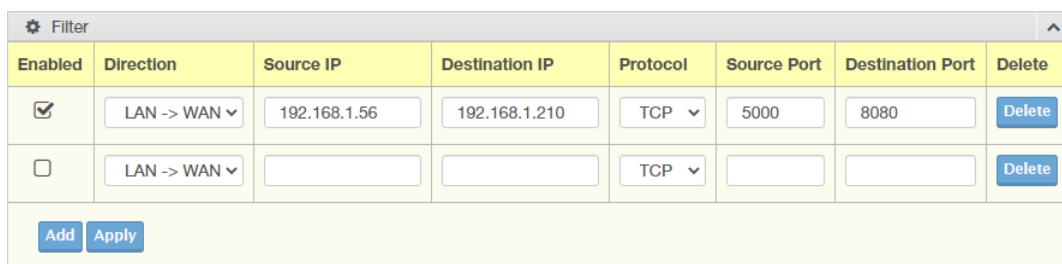 Filter
Enabled Direction Source IP Destination IP Protocol Source Port Destination Port Delete
LAN -> WAN 192.168.1.56 192.168.1.210 TCP 5000 8080 Delete
LAN -> WAN TCP Delete
Add Apply